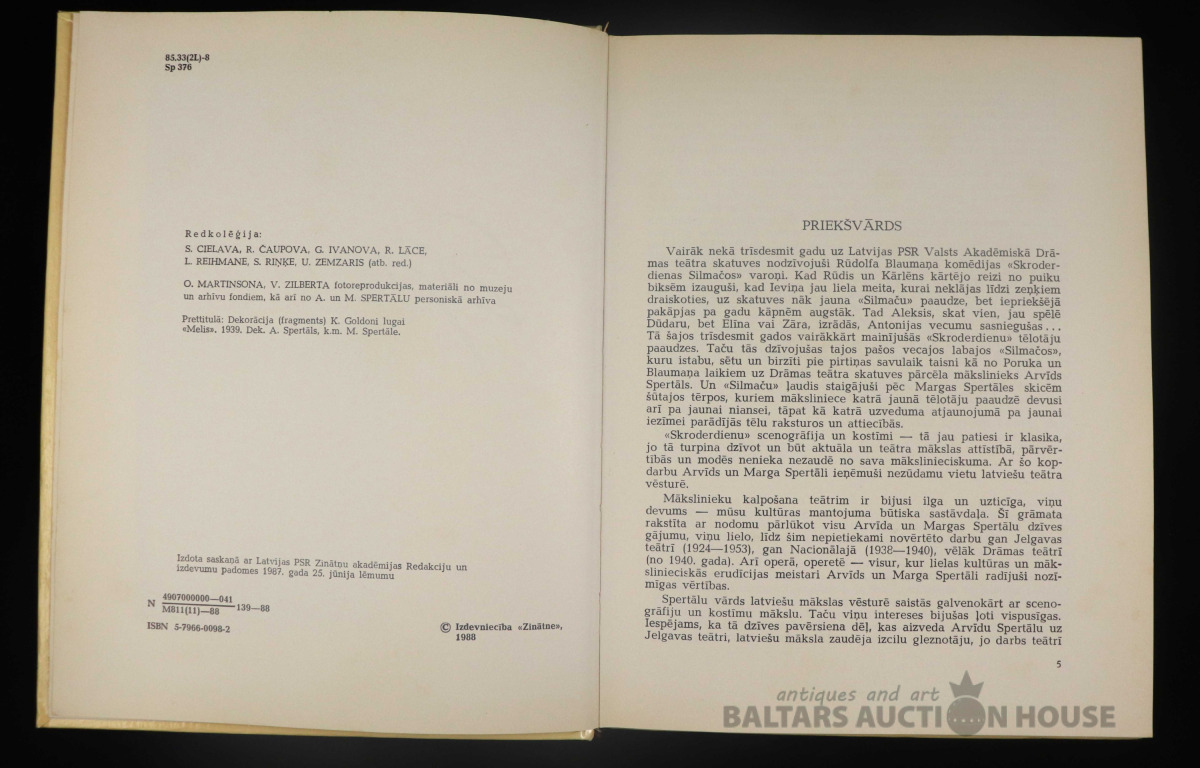 85.33(2L)-8
Sp 376
Redkolēģija:
S. CIELAVA, R. ČAUPOVA, G. IVANOVA, R. LĀCE,
L. REIHMANE, S. RIŅĶE, U. ZEMZARIS (atb. red.)
O. MARTINSONA, V. ZILBERTA fotoreprodukcijas, materiāli no muzeju
un arhīvu fondiem, kā arī no A. un M. SPERTĀLU personiskā arhīva
Prettitulā: Dekorācija (fragments) K. Goldoni lugai
«Melis». 1939. Dek. A. Spertāls, k.m. M. Spertāle.
Izdota saskaņā ar Latvijas PSR Zinātņu akadēmijas Redakciju un
izdevumu padomes 1987. gada 25. jūnija lēmumu
N 4907000000—041
M811(11)—88 139—88
ISBN 5-7966-0098-2
© Izdevniecība «Zinātne»,
1988
PRIEKŠVĀRDS
Vairāk nekā trīsdesmit gadu uz Latvijas PSR Valsts Akadēmiskā Drā-
mas teātra skatuves nodzīvojuši Rūdolfa Blaumaņa komēdijas «Skroder-
dienas Silmačos» varoņi. Kad Rūdis un Kārlēns kārtējo reizi no puiku
biksēm izauguši, kad Ieviņa jau liela meita, kurai neklājas līdzi zeņķiem
draiskoties, uz skatuves nāk jauna «Silmaču» paaudze, bet iepriekšējā
pakāpjas pa gadu kāpnēm augstāk. Tad Aleksis, skat vien, jau spēlē
Dūdaru, bet Elīna vai Zāra, izrādās, Antonijas vecumu sasniegušas ...
Tā šajos trīsdesmit gados vairākkārt mainījušās «Skroderdienu» tēlotāju
paaudzes. Taču tās dzīvojušas tajos pašos vecajos labajos «Silmačos»,
kuru istabu, sētu un birzīti pie pirtiņas savulaik taisni kā no Poruka un
Blaumaņa laikiem uz Drāmas teātra skatuves pārcēla mākslinieks Arvīds
Spertāls. Un «Silmaču» ļaudis staigājuši pēc Margas Spertāles skicēm
šūtajos tērpos, kuriem māksliniece katrā jaunā tēlotāju paaudzē devusi
arī pa jaunai niansei, tāpat kā katrā uzveduma atjaunojumā pa jaunai
iezīmei parādījās tēlu raksturos un attiecībās.
«Skroderdienu» scenogrāfija un kostīmi — tā jau patiesi ir klasika,
jo tā turpina dzīvot un būt aktuāla un teātra mākslas attīstībā, pārvēr-
tībās un modēs nenieka nezaudē no sava mākslinieciskuma. Ar šo kop-
darbu Arvīds un Marga Spertāli ieņēmuši nezūdamu vietu latviešu teātra
vēsturē.
Mākslinieku kalpošana teātrim ir bijusi ilga un uzticīga, viņu
devums — mūsu kultūras mantojuma būtiska sastāvdaļa. Šī grāmata
rakstīta ar nodomu pārlūkot visu Arvīda un Margas Spertālu dzīves
gājumu, viņu lielo, līdz šim nepietiekami novērtēto darbu gan Jelgavas
teātrī (1924—1953), gan Nacionālajā (1938—1940), vēlāk Drāmas teātrī
(no 1940. gada). Arī operā, operetē — visur, kur lielas kultūras un māk-
slinieciskās erudīcijas meistari Arvīds un Marga Spertāli radījuši nozī-
mīgas vērtības.
Spertālu vārds latviešu mākslas vēsturē saistās galvenokārt ar sceno-
grāfiju un kostīmu mākslu. Taču viņu intereses bijušas ļoti vispusīgas.
Iespējams, ka tā dzīves pavērsiena dēļ, kas aizveda Arvīdu Spertālu uz
Jelgavas teātri, latviešu māksla zaudēja izcilu gleznotāju, jo darbs teātrī
5
antiques and art
BALTARS AUCTION HOUSE